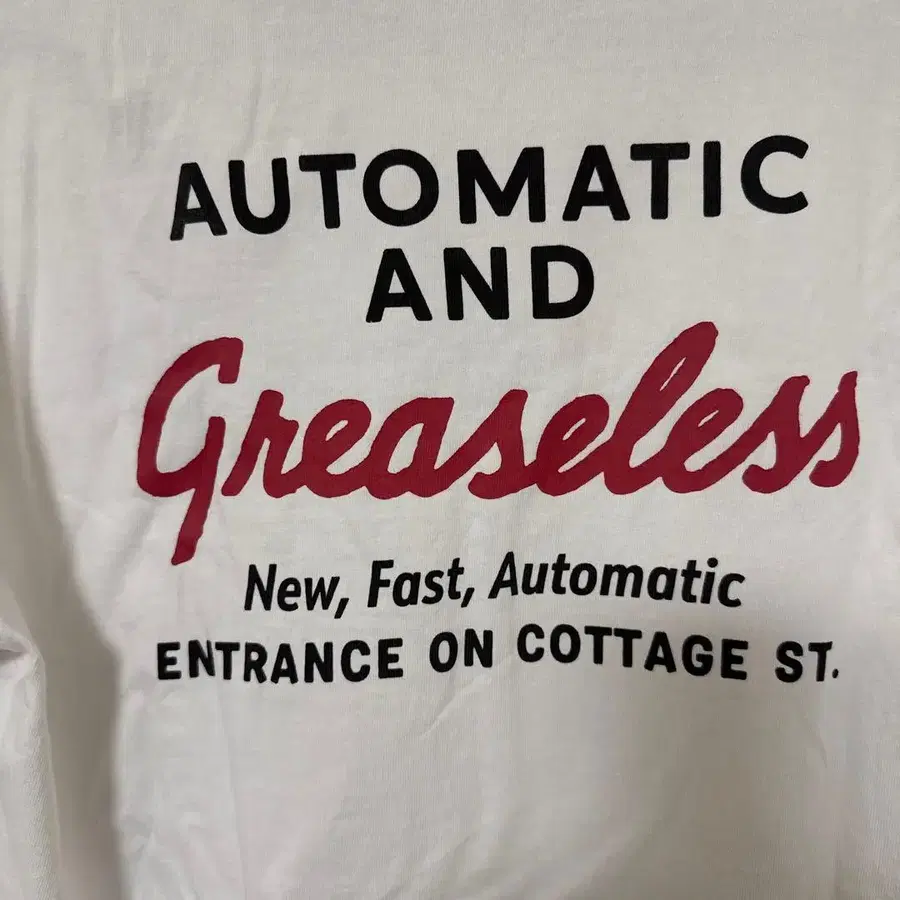 AUTOMATIC
AND
Greaseless
New, Fast, Automatic
ENTRANCE ON COTTAGE ST.